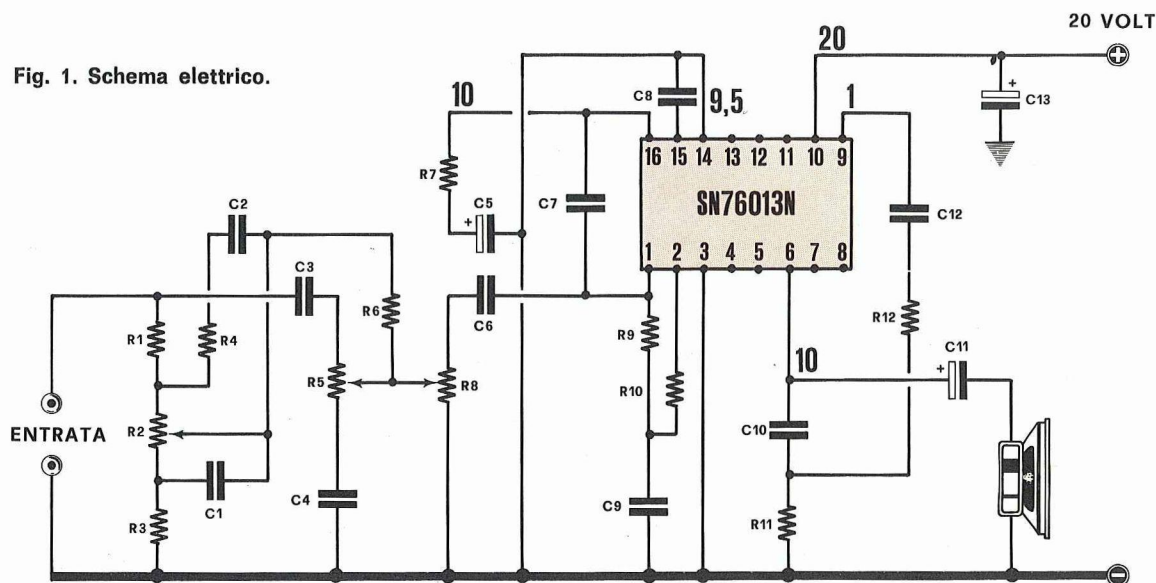 20 VOLT
Fig. 1. Schema elettrico.
20
C8
9,5
1
C13
10
16 15 14 13 12 11 10 9
R7
SN76013N
C2
C5
C7
C12
1 2 3 4 5 6 7 8
C3
R6
C6
R9
R12
R1
R4
C11
10
R5
R8
R10
ENTRATA
R2
C10
C1
C4
C9
R11
R3